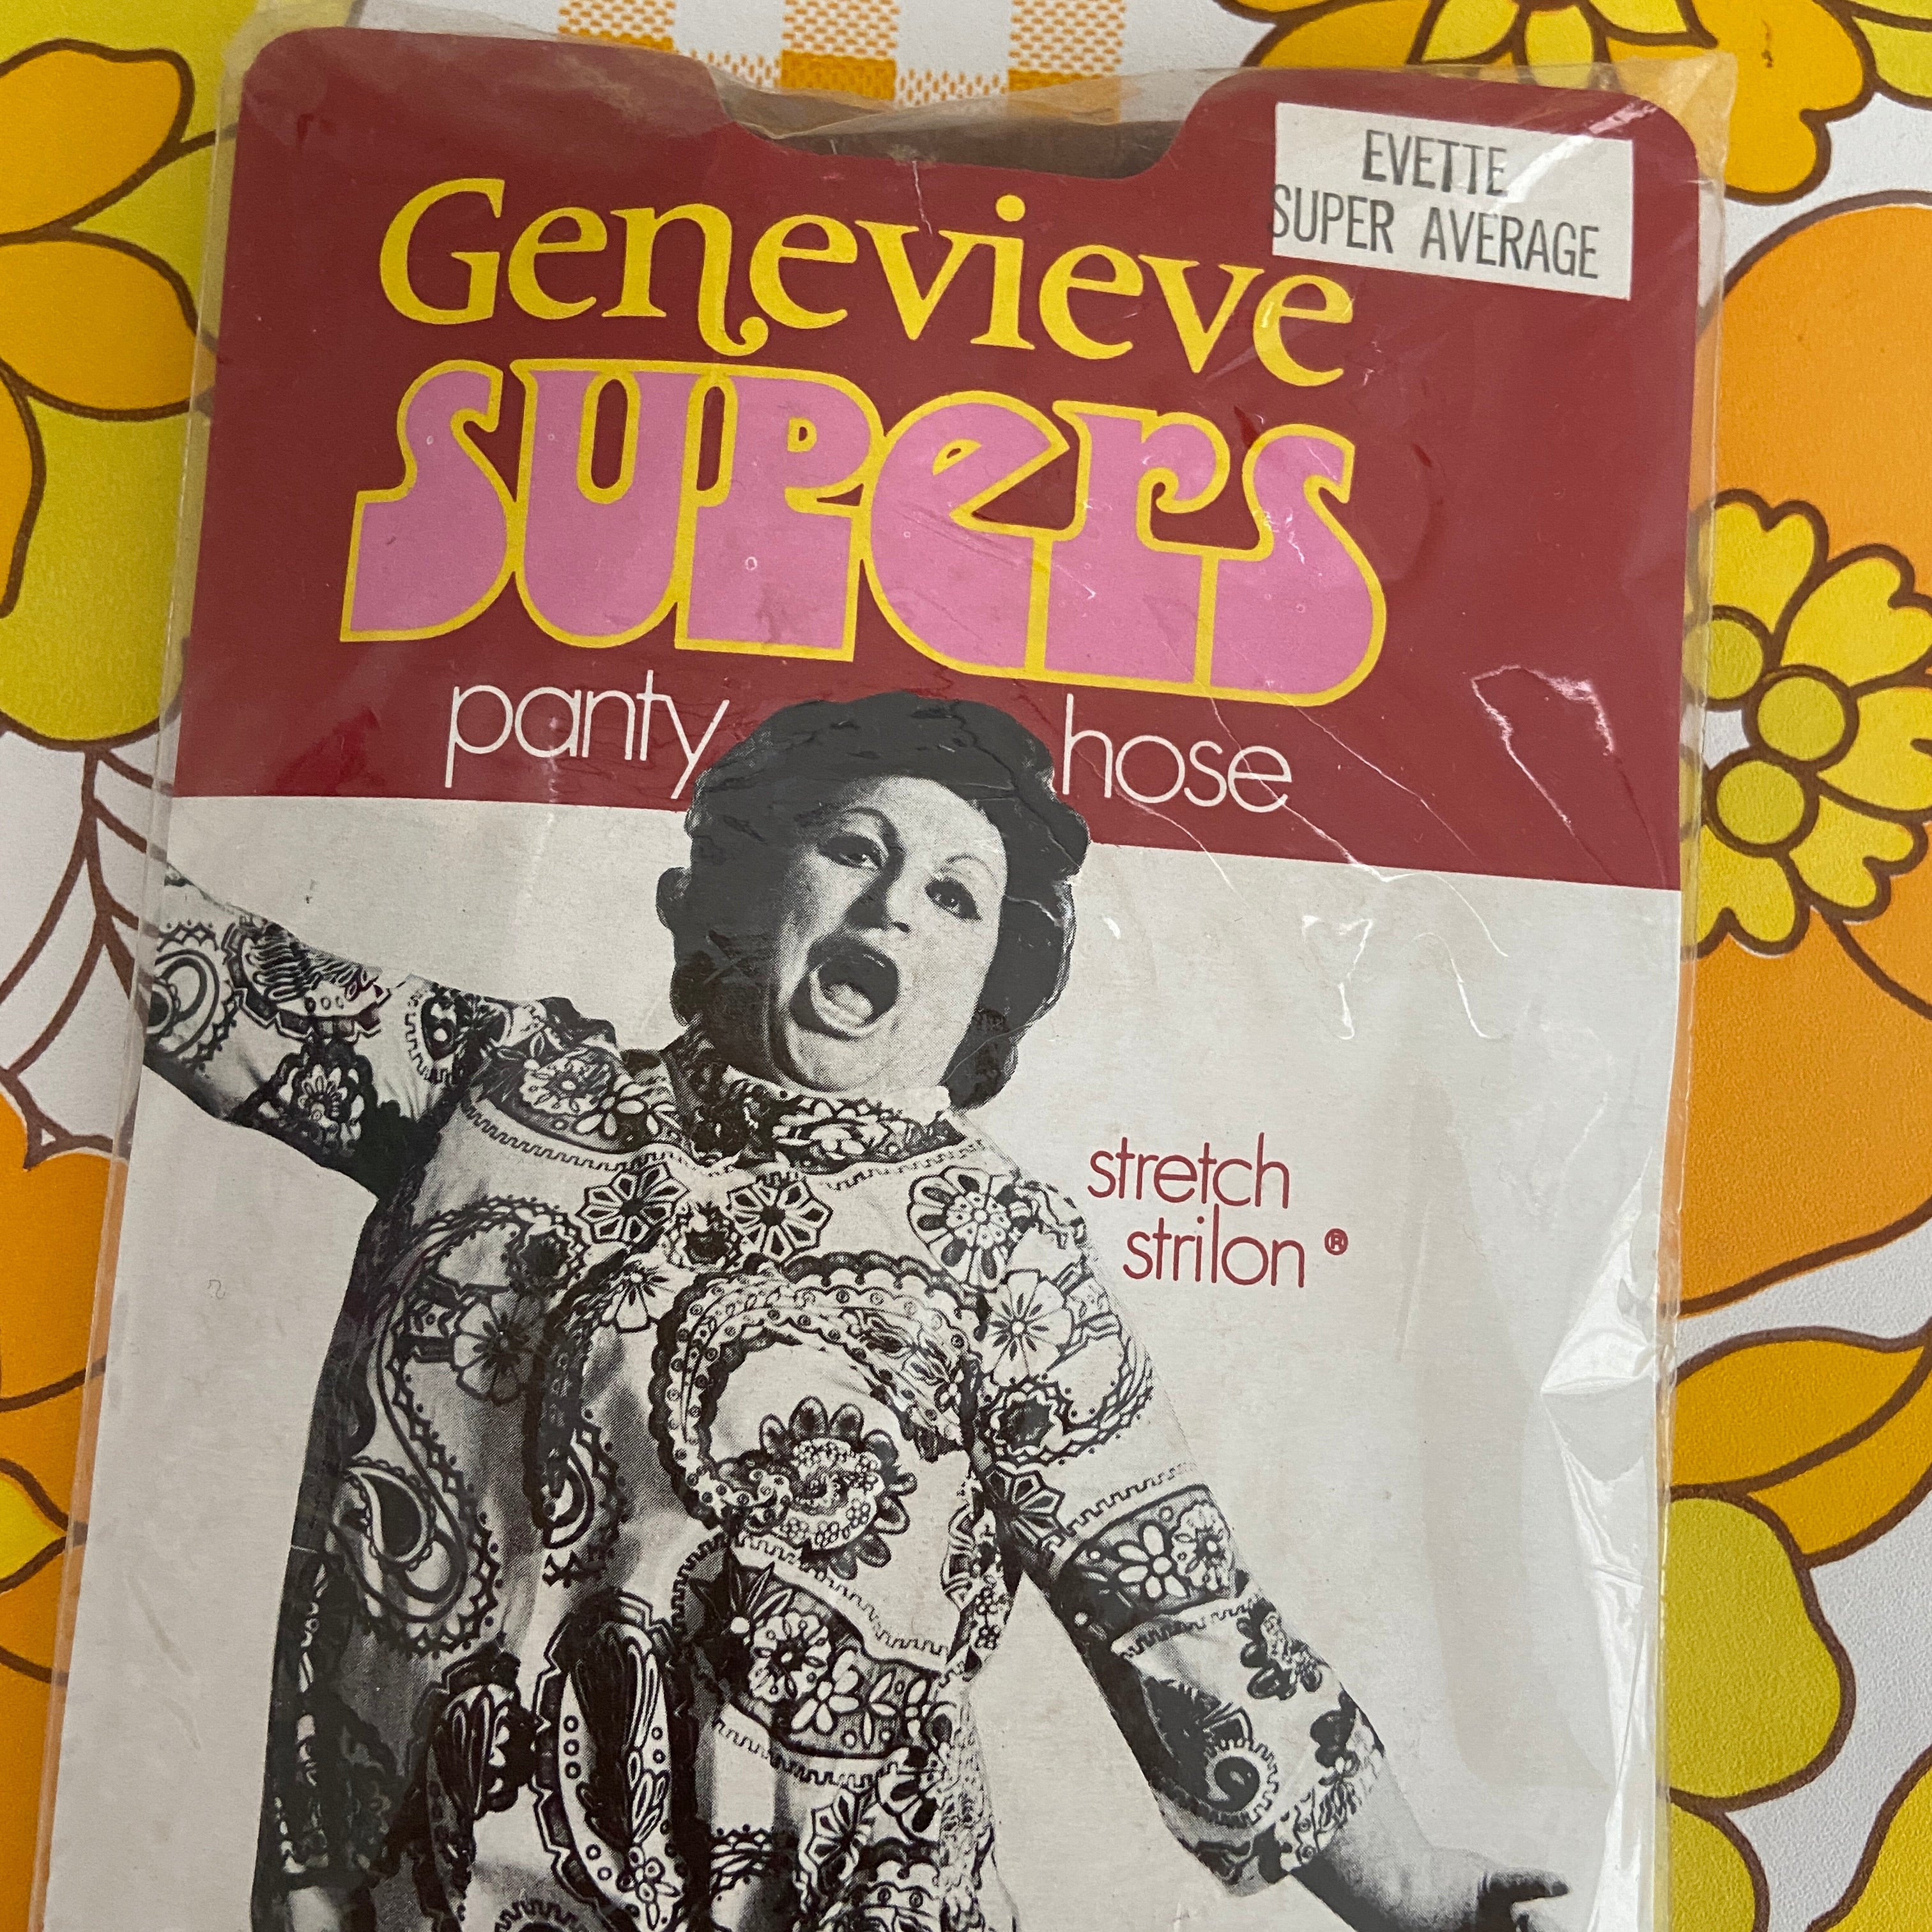 EVETTE
SUPER AVERAGE
Genevieve
SUPers
panty hose
stretch
strilon®